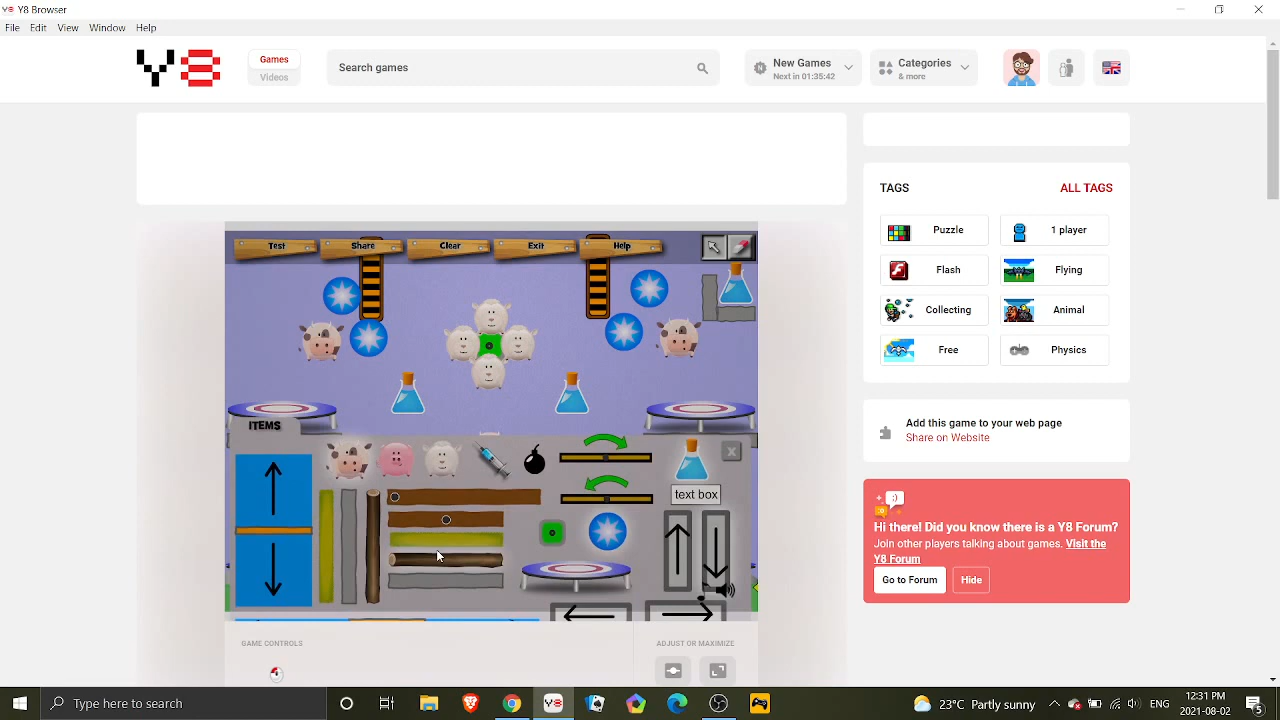 Y8 Browser
File Edit View Window Help
Y8
Games
Videos
Search games
New Games
Next in 01:35:42
Categories
& more
TAGS
ALL TAGS
Puzzle
1 player
Flash
Flying
Collecting
Animal
Free
Physics
Add this game to your web page
Share on Website
Hi there! Did you know there is a Y8 Forum?
Join other players talking about games. Visit the
Y8 Forum
Go to Forum Hide
Test Share Clear Exit Help
ITEMS
text box
GAME CONTROLS
ADJUST OR MAXIMIZE
Type here to search
Y8
23°C Partly sunny
ENG
12:31 PM
2021-08-02
5